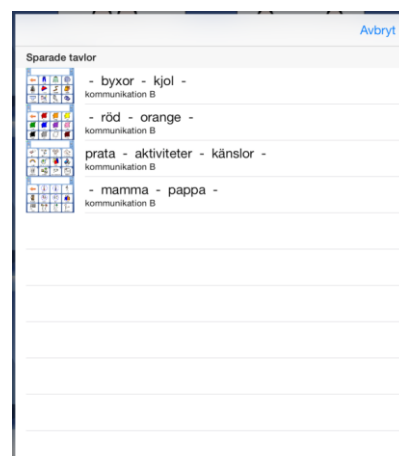 Avbryt
Sparade tavlor
- byxor - kjol -
kommunikation B
- röd - orange -
kommunikation B
prata - aktiviteter - känslor -
kommunikation B
- mamma - pappa -
kommunikation B